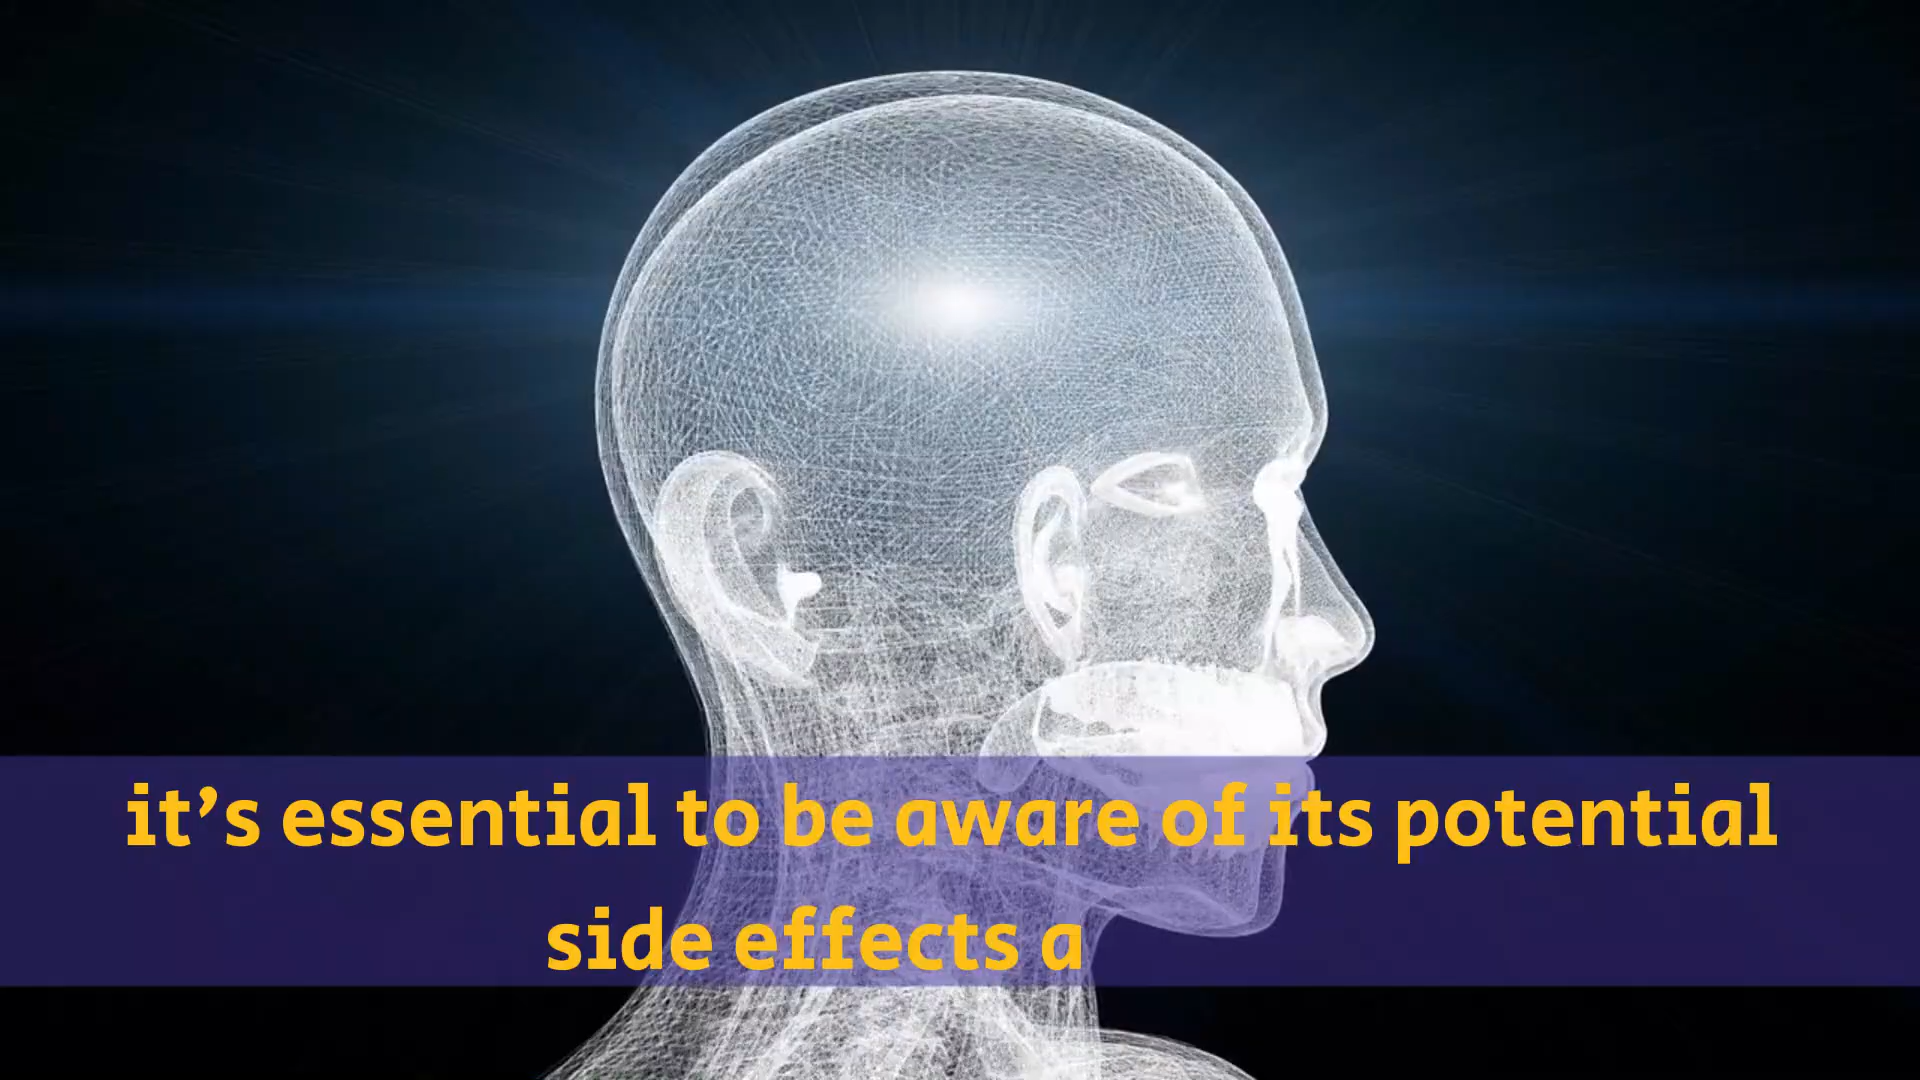 it’s essential to be aware of its potential
side effects a